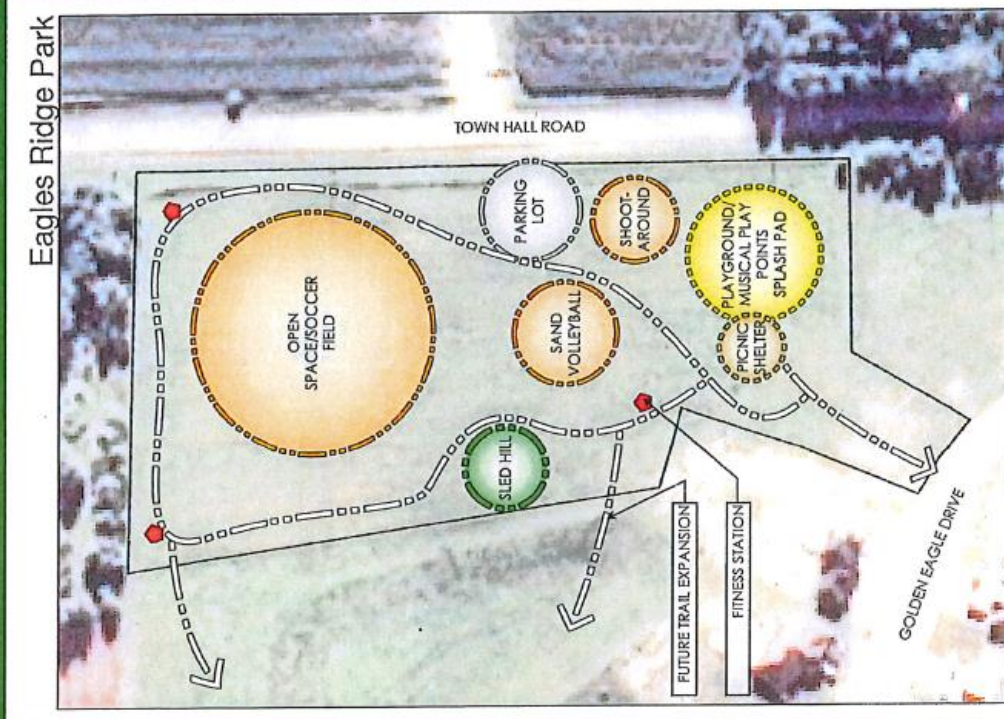 Eagles Ridge Park
TOWN HALL ROAD
OPEN
SPACE/SOCCER
FIELD
PARKING
LOT
SHOOT-
AROUND
SAND
VOLLEYBALL
PLAYGROUND/
MUSICAL PLAY
POINTS
SPLASH PAD
PICNIC
SHELTER
SLED HILL
FUTURE TRAIL EXPANSION
FITNESS STATION
GOLDEN EAGLE DRIVE